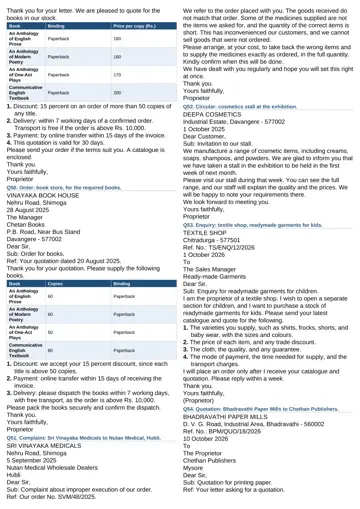 Thank you for your enquiry. We are pleased to quote for the
books in our stock.
Book Binding Price per copy (Rs.)
An Anthology
of English
Prose
Paperback 180
An Anthology
of Modern
Poetry
Paperback 160
An Anthology
of One-Act
Plays
Paperback 170
Communicative
English
Textbook
Paperback 200
1. Discount: 15 percent on an order of more than 50 copies of
any title.
2. Delivery: within 7 working days of a confirmed order.
Transport is free if the order is above Rs. 10,000.
3. Payment: by online transfer within 15 days of the invoice.
4. This quotation is valid for 30 days.
Please send your order if the terms suit you. A catalogue is
enclosed.
Thank you.
Yours faithfully,
Proprietor
Q50. Order: book store, for the required books.
VINAYAKA BOOK HOUSE
Nehru Road, Shimoga
28 August 2025
The Manager
Chetan Books
P.B. Road, Near Bus Stand
Davangere - 577002
Dear Sir,
Sub: Order for books.
Ref: Your quotation dated 20 August 2025.
Thank you for your quotation. Please supply the following
books.
Book Copies Binding
An Anthology
of English
Prose
60 Paperback
An Anthology
of Modern
Poetry
60 Paperback
An Anthology
of One-Act
Plays
50 Paperback
Communicative
English
Textbook
80 Paperback
1. Discount: we accept your 15 percent discount, since each
title is above 50 copies.
2. Payment: online transfer within 15 days of receiving the
invoice.
3. Delivery: please dispatch the books within 7 working days,
with free transport, as the order is above Rs. 10,000.
Please pack the books securely and confirm the dispatch.
Thank you.
Yours faithfully,
Proprietor
Q51. Complaint: Sri Vinayaka Medicals to Nutan Medical, Hubli.
SRI VINAYAKA MEDICALS
Nehru Road, Shimoga
5 September 2025
Nutan Medical Wholesale Dealers
Hubli
Dear Sir,
Sub: Complaint about improper execution of our order.
Ref: Our order No. SVM/48/2025.
We refer to the order placed with you. The goods received do
not match that order. Some of the medicines supplied are not
the items we asked for, and the quantity of the correct items is
short. This has inconvenienced our customers, and we cannot
sell goods that were not ordered.
Please arrange, at your cost, to take back the wrong items and
to supply the medicines exactly as ordered, in the full quantity.
Kindly confirm when this will be done.
We have dealt with you regularly and hope you will set this right
at once.
Thank you.
Yours faithfully,
Proprietor
Q52. Circular: cosmetics stall at the exhibition.
DEEPA COSMETICS
Industrial Estate, Davangere - 577002
1 October 2025
Dear Customer,
Sub: Invitation to our stall.
We manufacture a range of cosmetic items, including creams,
soaps, shampoos, and powders. We are glad to inform you that
we have taken a stall in the exhibition to be held in the first
week of next month.
Please visit our stall during that week. You can see the full
range, and our staff will explain the quality and the prices. We
will be happy to note your requirements there.
We look forward to meeting you.
Yours faithfully,
Proprietor
Q53. Enquiry: textile shop, readymade garments for kids.
TEXTILE SHOP
Chitradurga - 577501
Ref. No.: TS/ENQ/12/2026
1 October 2026
To
The Sales Manager
Ready-made Garments
Dear Sir,
Sub: Enquiry for readymade garments for children.
I am the proprietor of a textile shop. I wish to open a separate
section for children, and I want to purchase a stock of
readymade garments for kids. Please send your latest
catalogue and quote for the following.
1. The varieties you supply, such as shirts, frocks, shorts, and
baby wear, with the sizes and colours.
2. The price of each item, and any trade discount.
3. The cloth, the quality, and any guarantee.
4. The mode of payment, the time needed for supply, and the
transport charges.
I will place an order only after I receive your catalogue and
quotation. Please reply within a week.
Thank you.
Yours faithfully,
(Proprietor)
Q54. Quotation: Bhadravathi Paper Mills to Chethan Publishers.
BHADRAVATHI PAPER MILLS
D. V. G. Road, Industrial Area, Bhadravathi - 560002
Ref. No.: BPM/QUO/18/2026
10 October 2026
To
The Proprietor
Chethan Publishers
Mysore
Dear Sir,
Sub: Quotation for printing paper.
Ref: Your letter asking for a quotation.